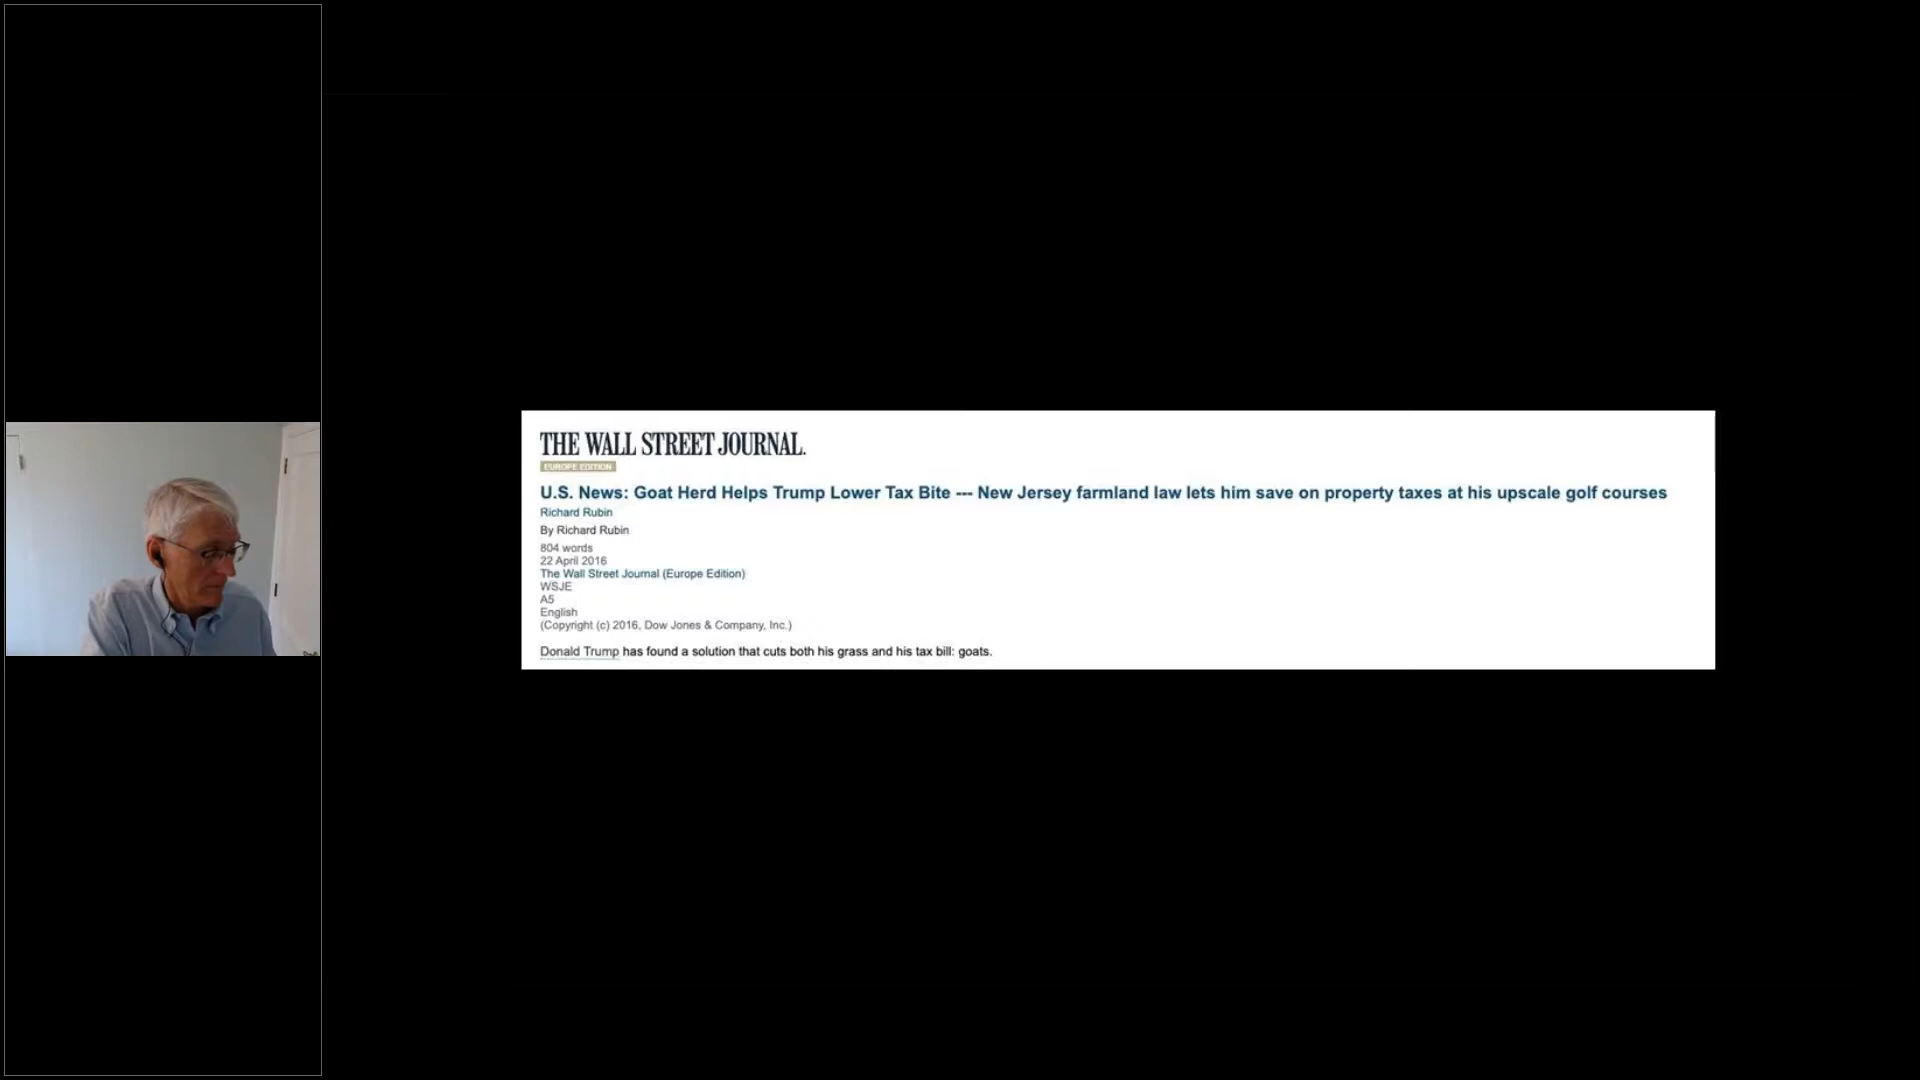 THE WALL STREET JOURNAL.
EUROPE EDITION
U.S. News: Goat Herd Helps Trump Lower Tax Bite --- New Jersey farmland law lets him save on property taxes at his upscale golf courses
Richard Rubin
By Richard Rubin
804 words
22 April 2016
The Wall Street Journal (Europe Edition)
WSJE
A5
English
(Copyright (c) 2016, Dow Jones & Company, Inc.)
Donald Trump has found a solution that cuts both his grass and his tax bill: goats.